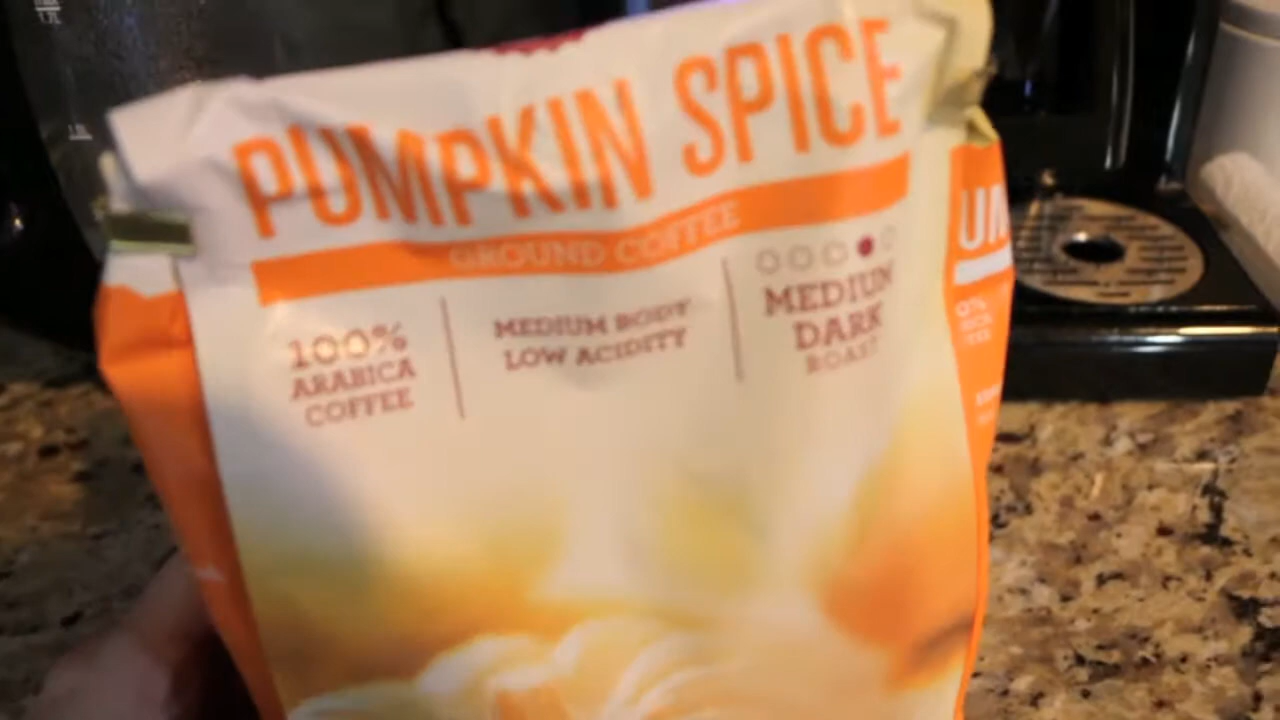 PUMPKIN SPICE
GROUND COFFEE
100%
ARABICA
COFFEE
MEDIUM BODY
LOW ACIDITY
MEDIUM
DARK
ROAST